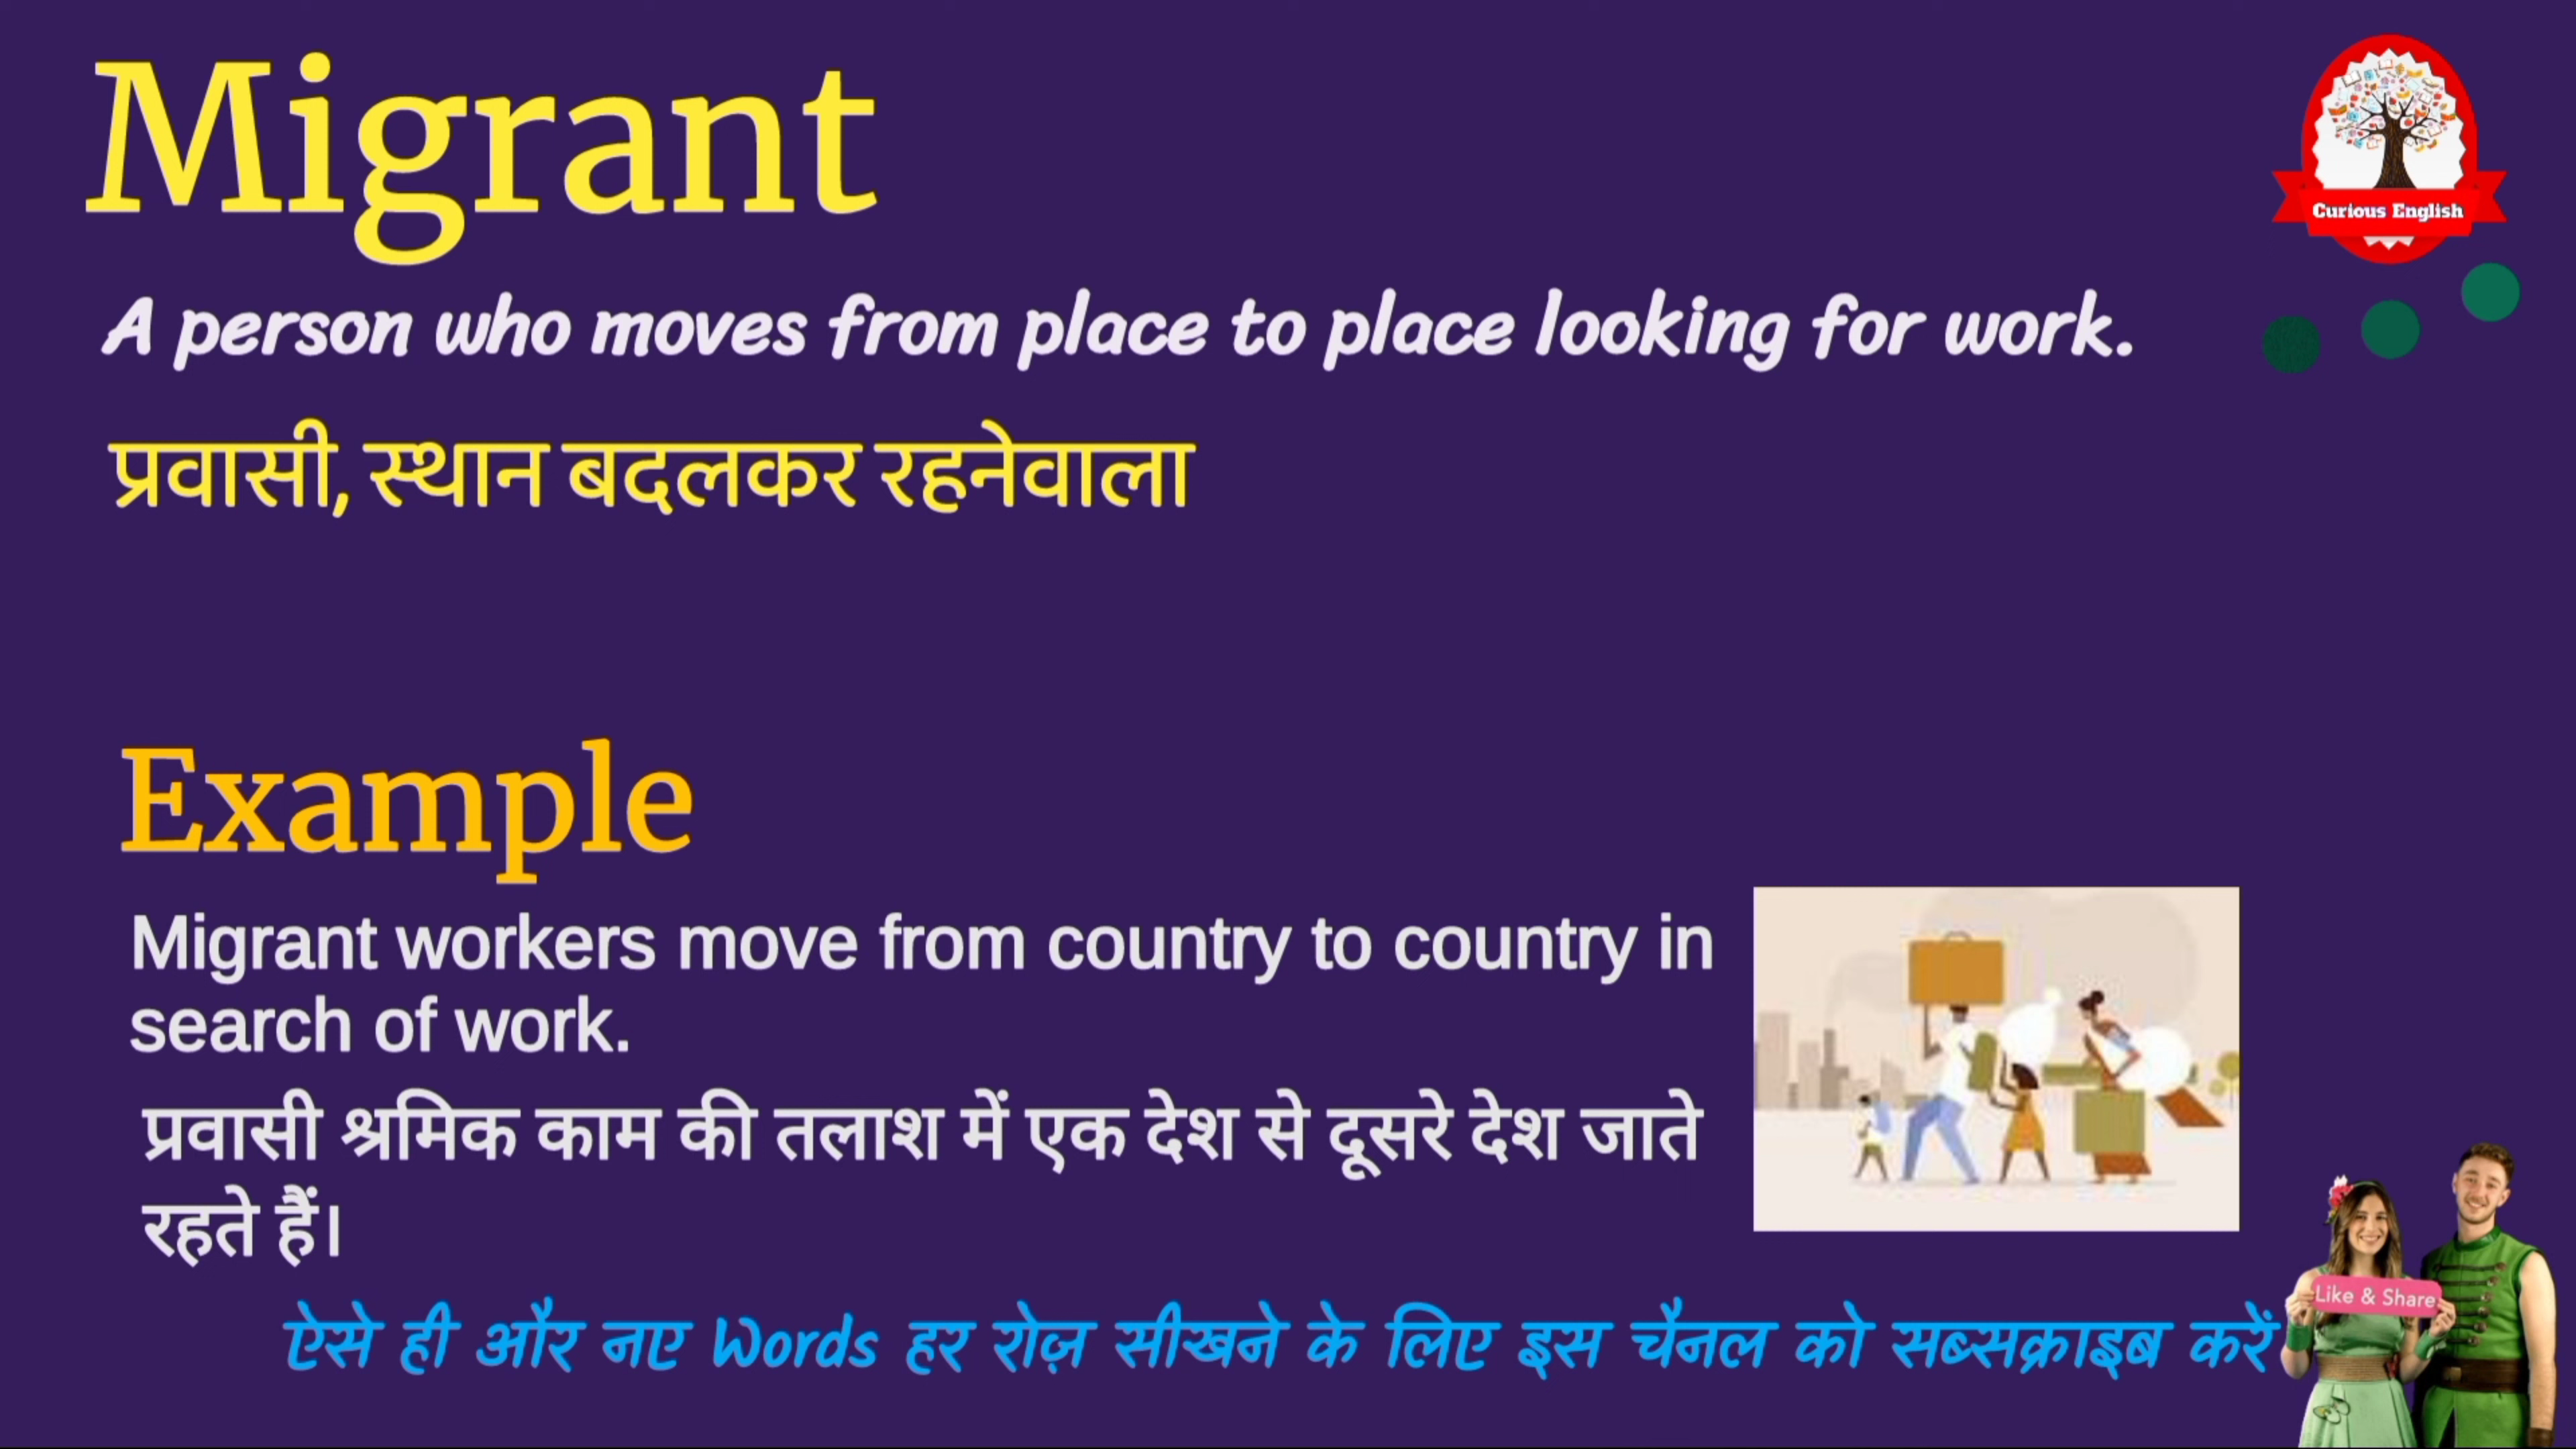 Migrant
Curious English
A person who moves from place to place looking for work.
प्रवासी, स्थान बदलकर रहनेवाला
Example
Migrant workers move from country to country in
search of work.
प्रवासी श्रमिक काम की तलाश में एक देश से दूसरे देश जाते
रहते हैं।
Like & Share
ऐसे ही और नए Words हर रोज़ सीखने के लिए इस चैनल को सब्सक्राइब करें